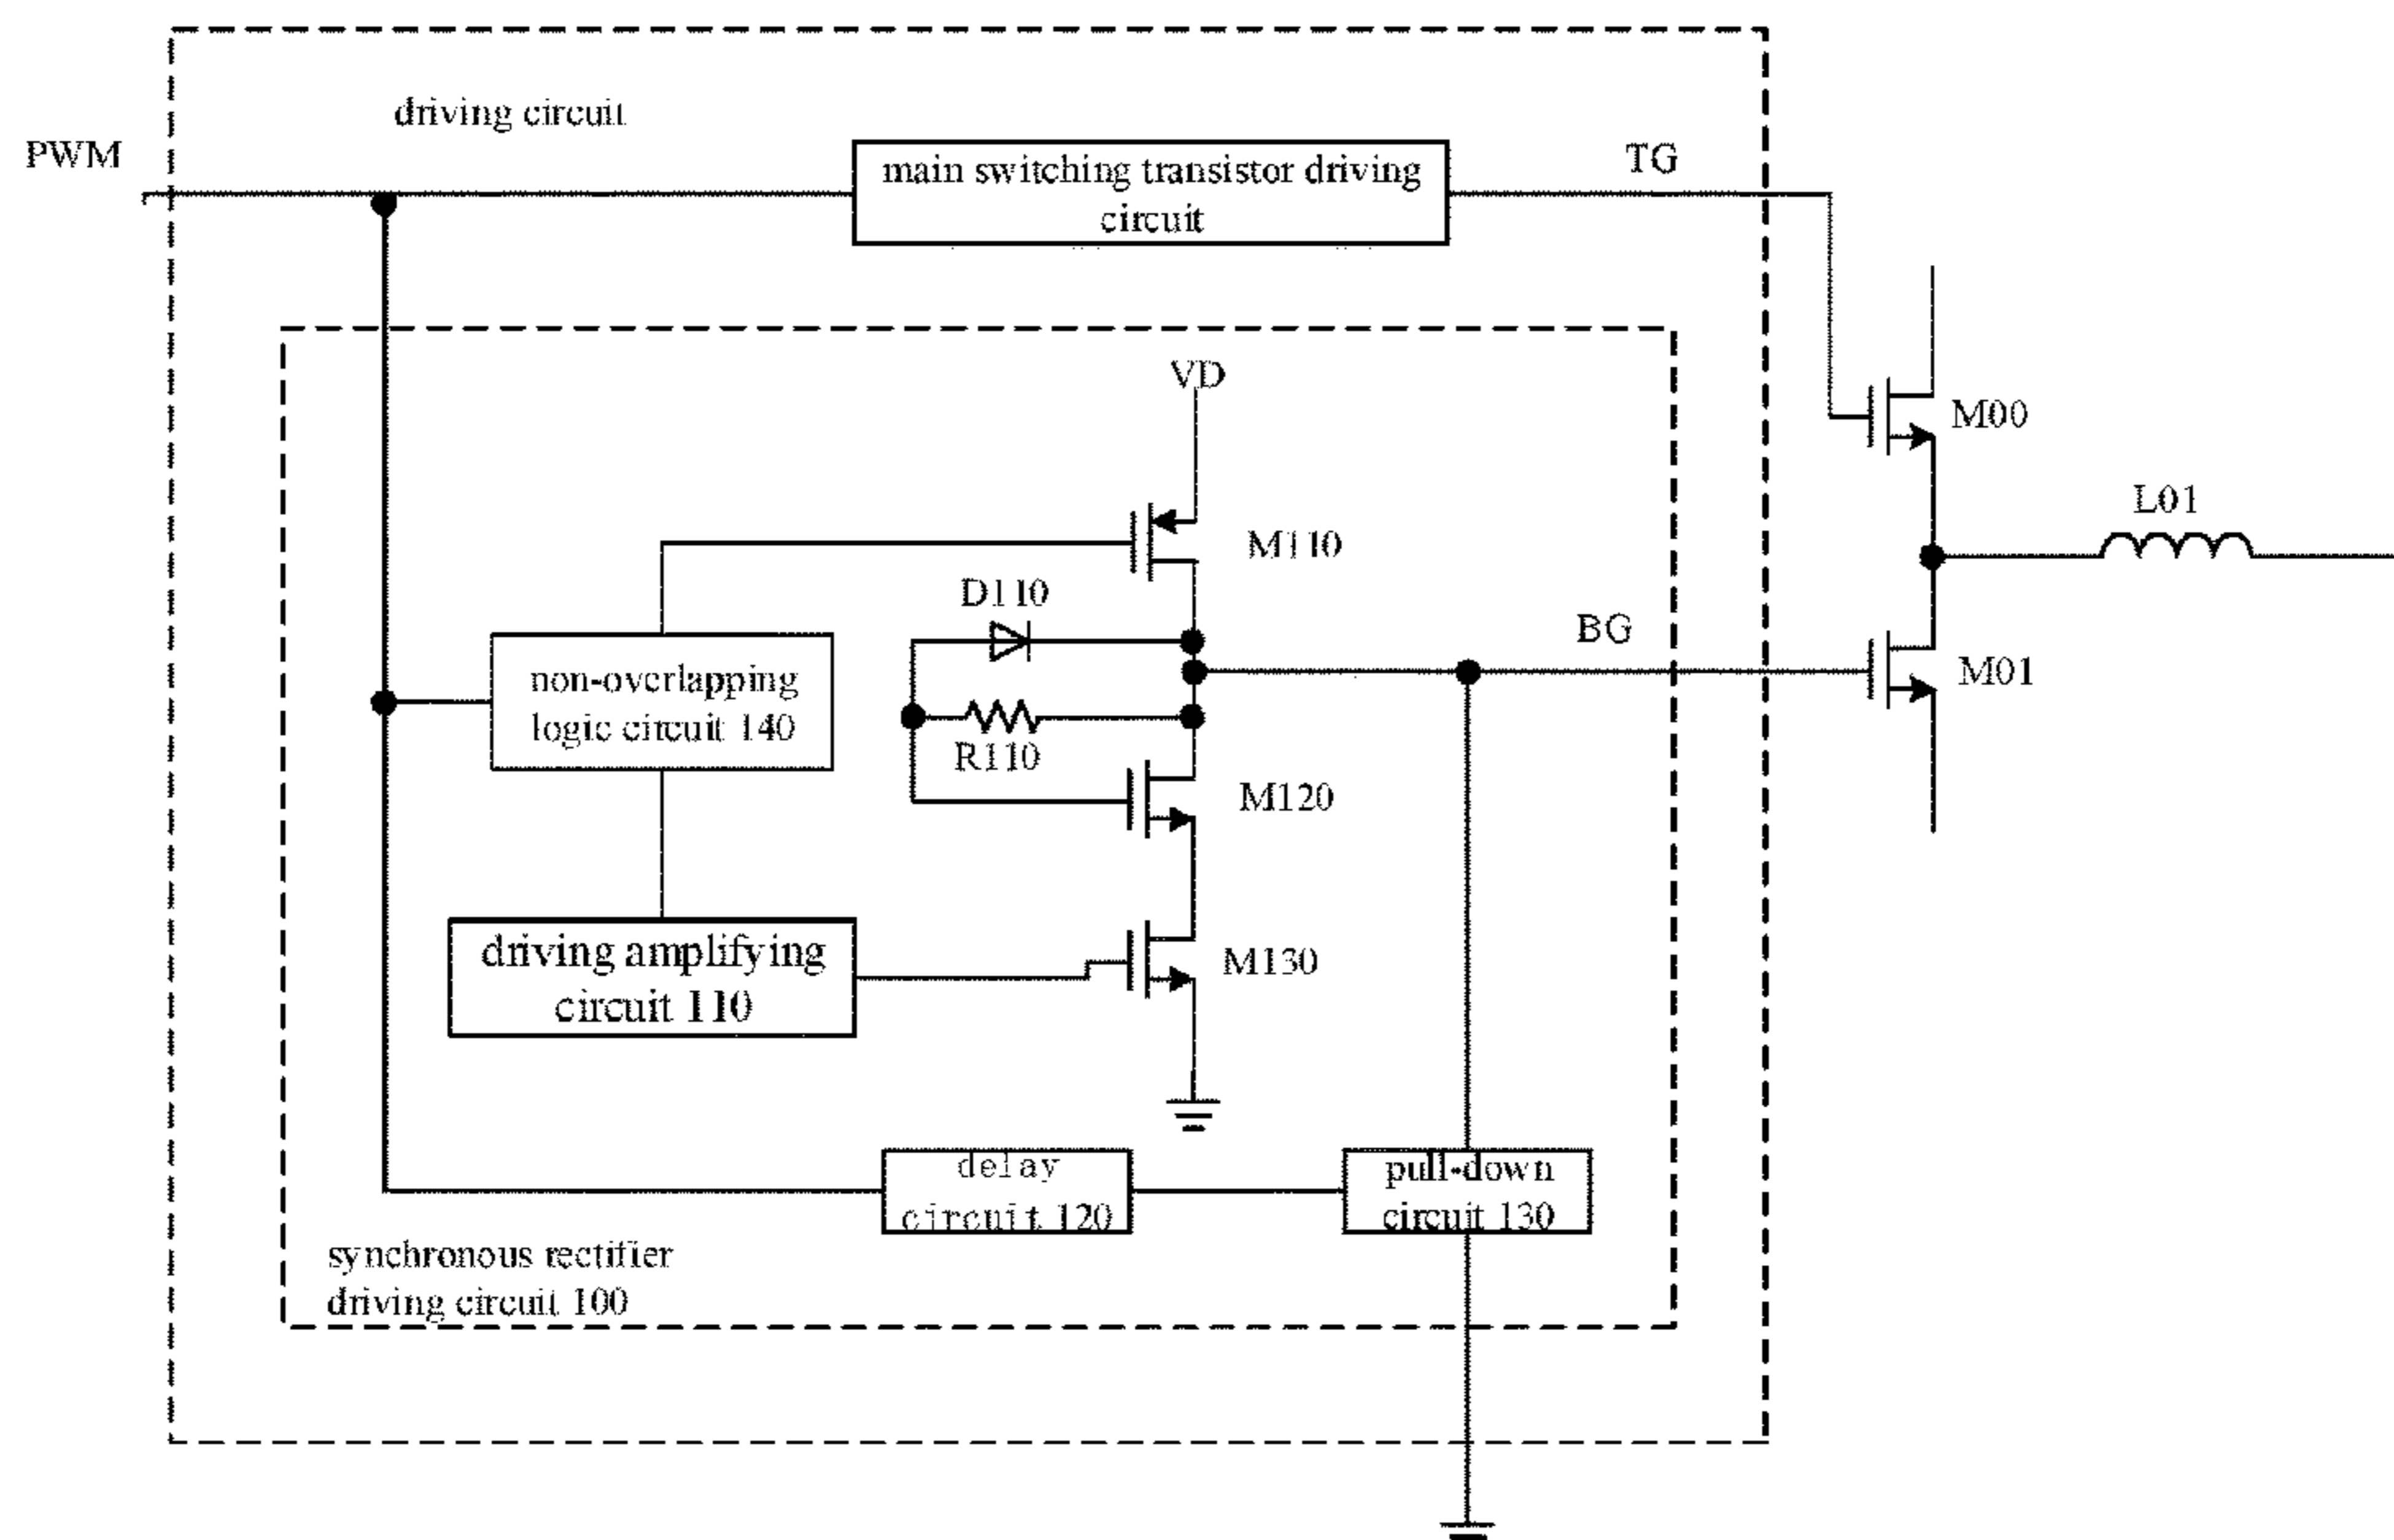 driving circuit
PWM
main switching transistor driving
circuit
TG
VD
M00
L01
M110
D110
BG
non-overlapping
logic circuit 140
M01
R110
M120
driving amplifying
circuit 110
M130
delay
circuit 120
pull-down
circuit 130
synchronous rectifier
driving circuit 100